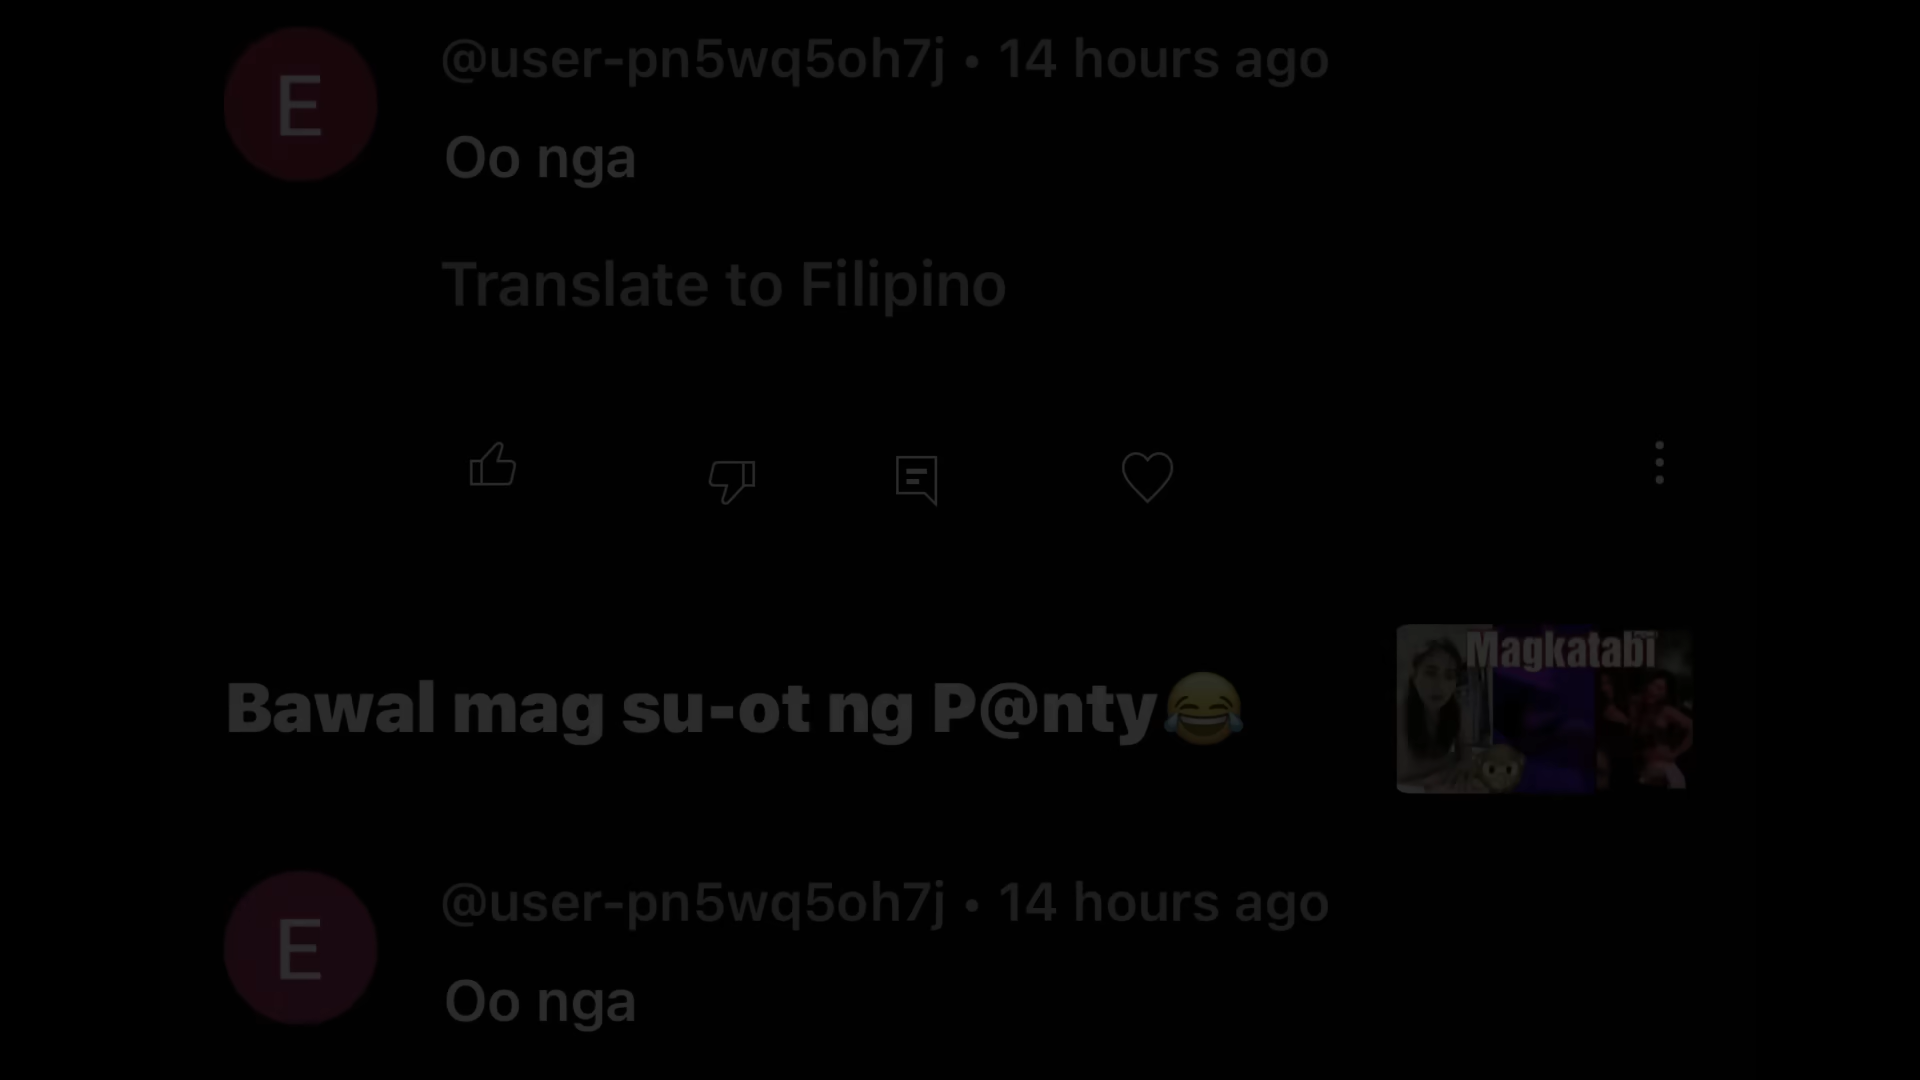 E
@user-pn5wq5oh7j • 14 hours ago
Oo nga
Translate to Filipino
Bawal mag su-ot ng P@nty😂
Magkatabi
E
@user-pn5wq5oh7j • 14 hours ago
Oo nga